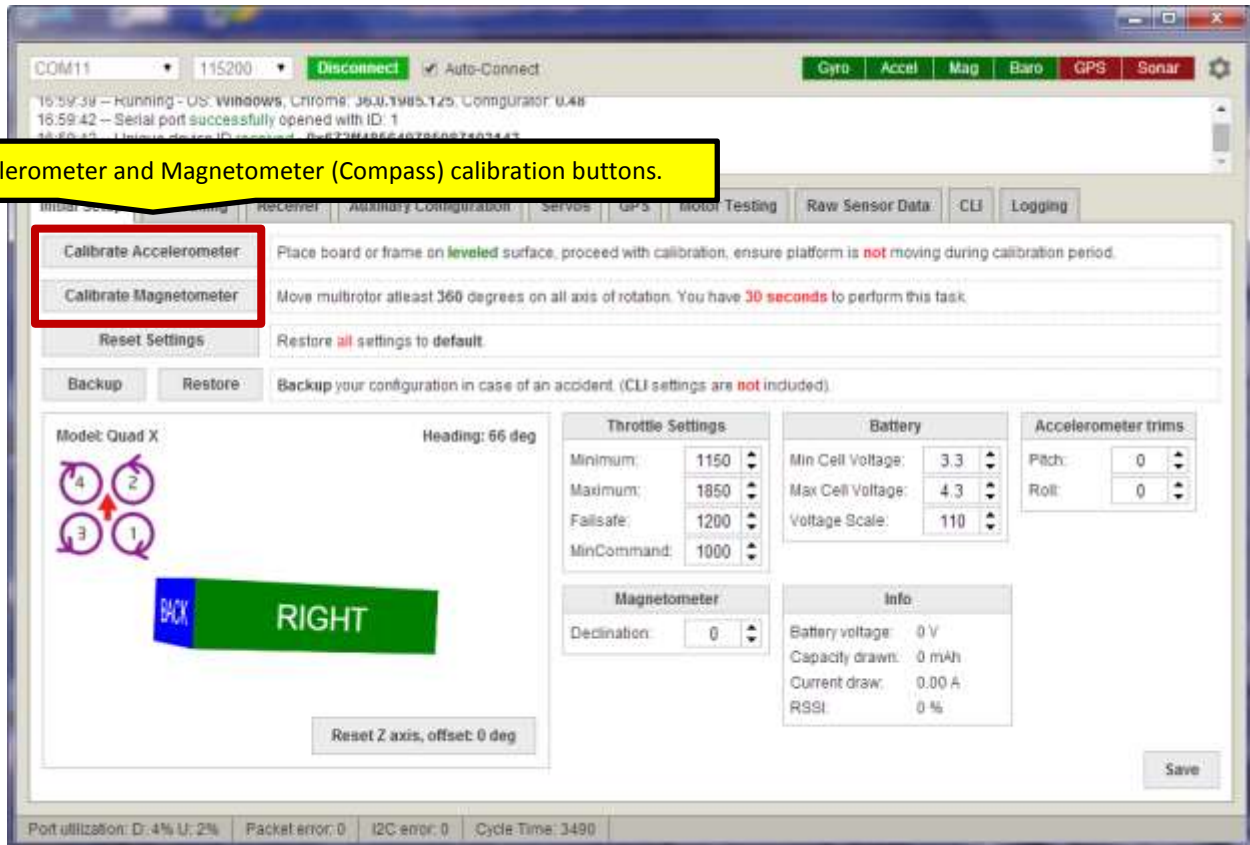 COM11 115200 Disconnect Auto-Connect Gyro Accel Mag Baro GPS Sonar
16:59:39 -- Running - OS: Windows, Chrome: 36.0.1985.125, Configurator: 0.48
16:59:42 -- Serial port successfully opened with ID: 1
lerometer and Magnetometer (Compass) calibration buttons.
Receiver Auxiliary Configuration Servos GPS Motor Testing Raw Sensor Data CLI Logging
Calibrate Accelerometer Place board or frame on leveled surface, proceed with calibration, ensure platform is not moving during calibration period.
Calibrate Magnetometer Move multirotor atleast 360 degrees on all axis of rotation. You have 30 seconds to perform this task.
Reset Settings Restore all settings to default.
Backup Restore Backup your configuration in case of an accident. (CLI settings are not included).
Model: Quad X Heading: 66 deg
4 2
3 1
BACK RIGHT
Reset Z axis, offset: 0 deg
Throttle Settings
Minimum: 1150
Maximum: 1850
Failsafe: 1200
MinCommand: 1000
Battery
Min Cell Voltage: 3.3
Max Cell Voltage: 4.3
Voltage Scale: 110
Accelerometer trims
Pitch: 0
Roll: 0
Magnetometer
Declination: 0
Info
Battery voltage: 0 V
Capacity drawn: 0 mAh
Current draw: 0.00 A
RSSI: 0 %
Save
Port utilization: D: 4% U: 2% Packet error: 0 I2C error: 0 Cycle Time: 3490